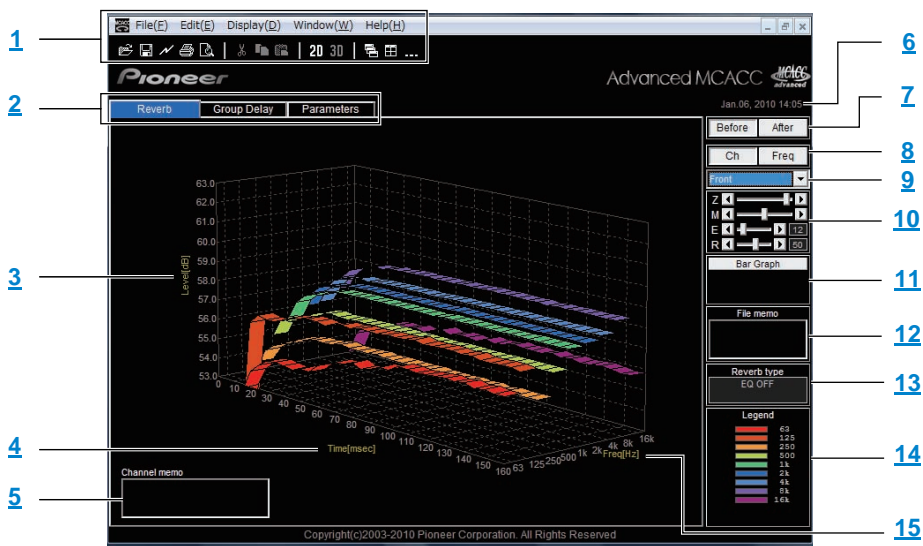 File(F) Edit(E) Display(D) Window(W) Help(H)
1
2D 3D ...
Pioneer
Advanced MCACC
MCACC
advanced
6
Jan.06, 2010 14:05
2
Reverb Group Delay Parameters
7
Before After
8
Ch Freq
9
Front
10
Z
M
E 12
R 50
3
Level[dB]
63.0
62.0
61.0
60.0
59.0
58.0
57.0
56.0
55.0
54.0
53.0
0 10 20 30 40 50 60 70 80 90 100 110 120 130 140 150 160
63 125 250 500 1k 2k 4k 8k 16k
11
Bar Graph
12
File memo
13
Reverb type
EQ OFF
14
Legend
63
125
250
500
1k
2k
4k
8k
16k
4
Time[msec]
Freq[Hz]
5
Channel memo
15
Copyright(c)2003-2010 Pioneer Corporation. All Rights Reserved